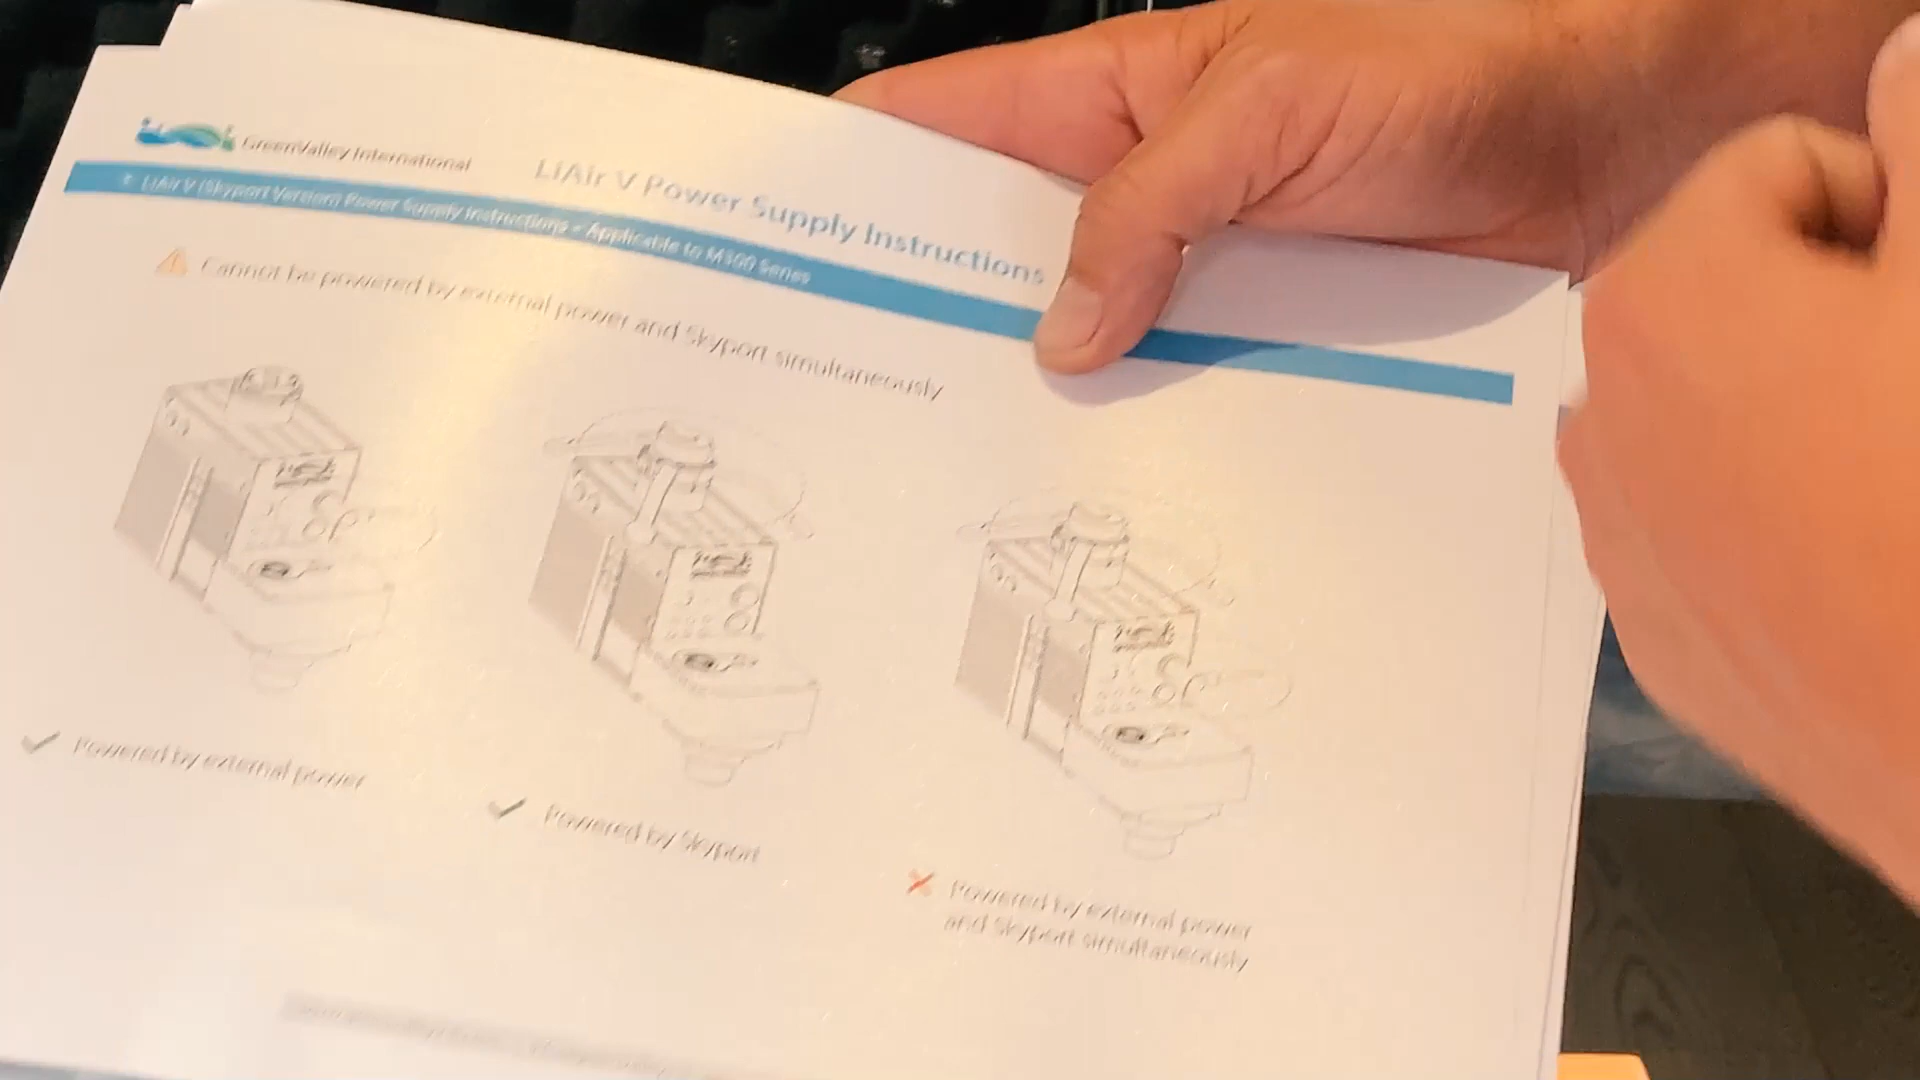 GreenValley International
LiAir V Power Supply Instructions
LiAir V (Skyport Version) Power Supply Instructions - Applicable to M300 Series
Cannot be powered by external power and Skyport simultaneously
Powered by external power
Powered by Skyport
Powered by external power
and Skyport simultaneously